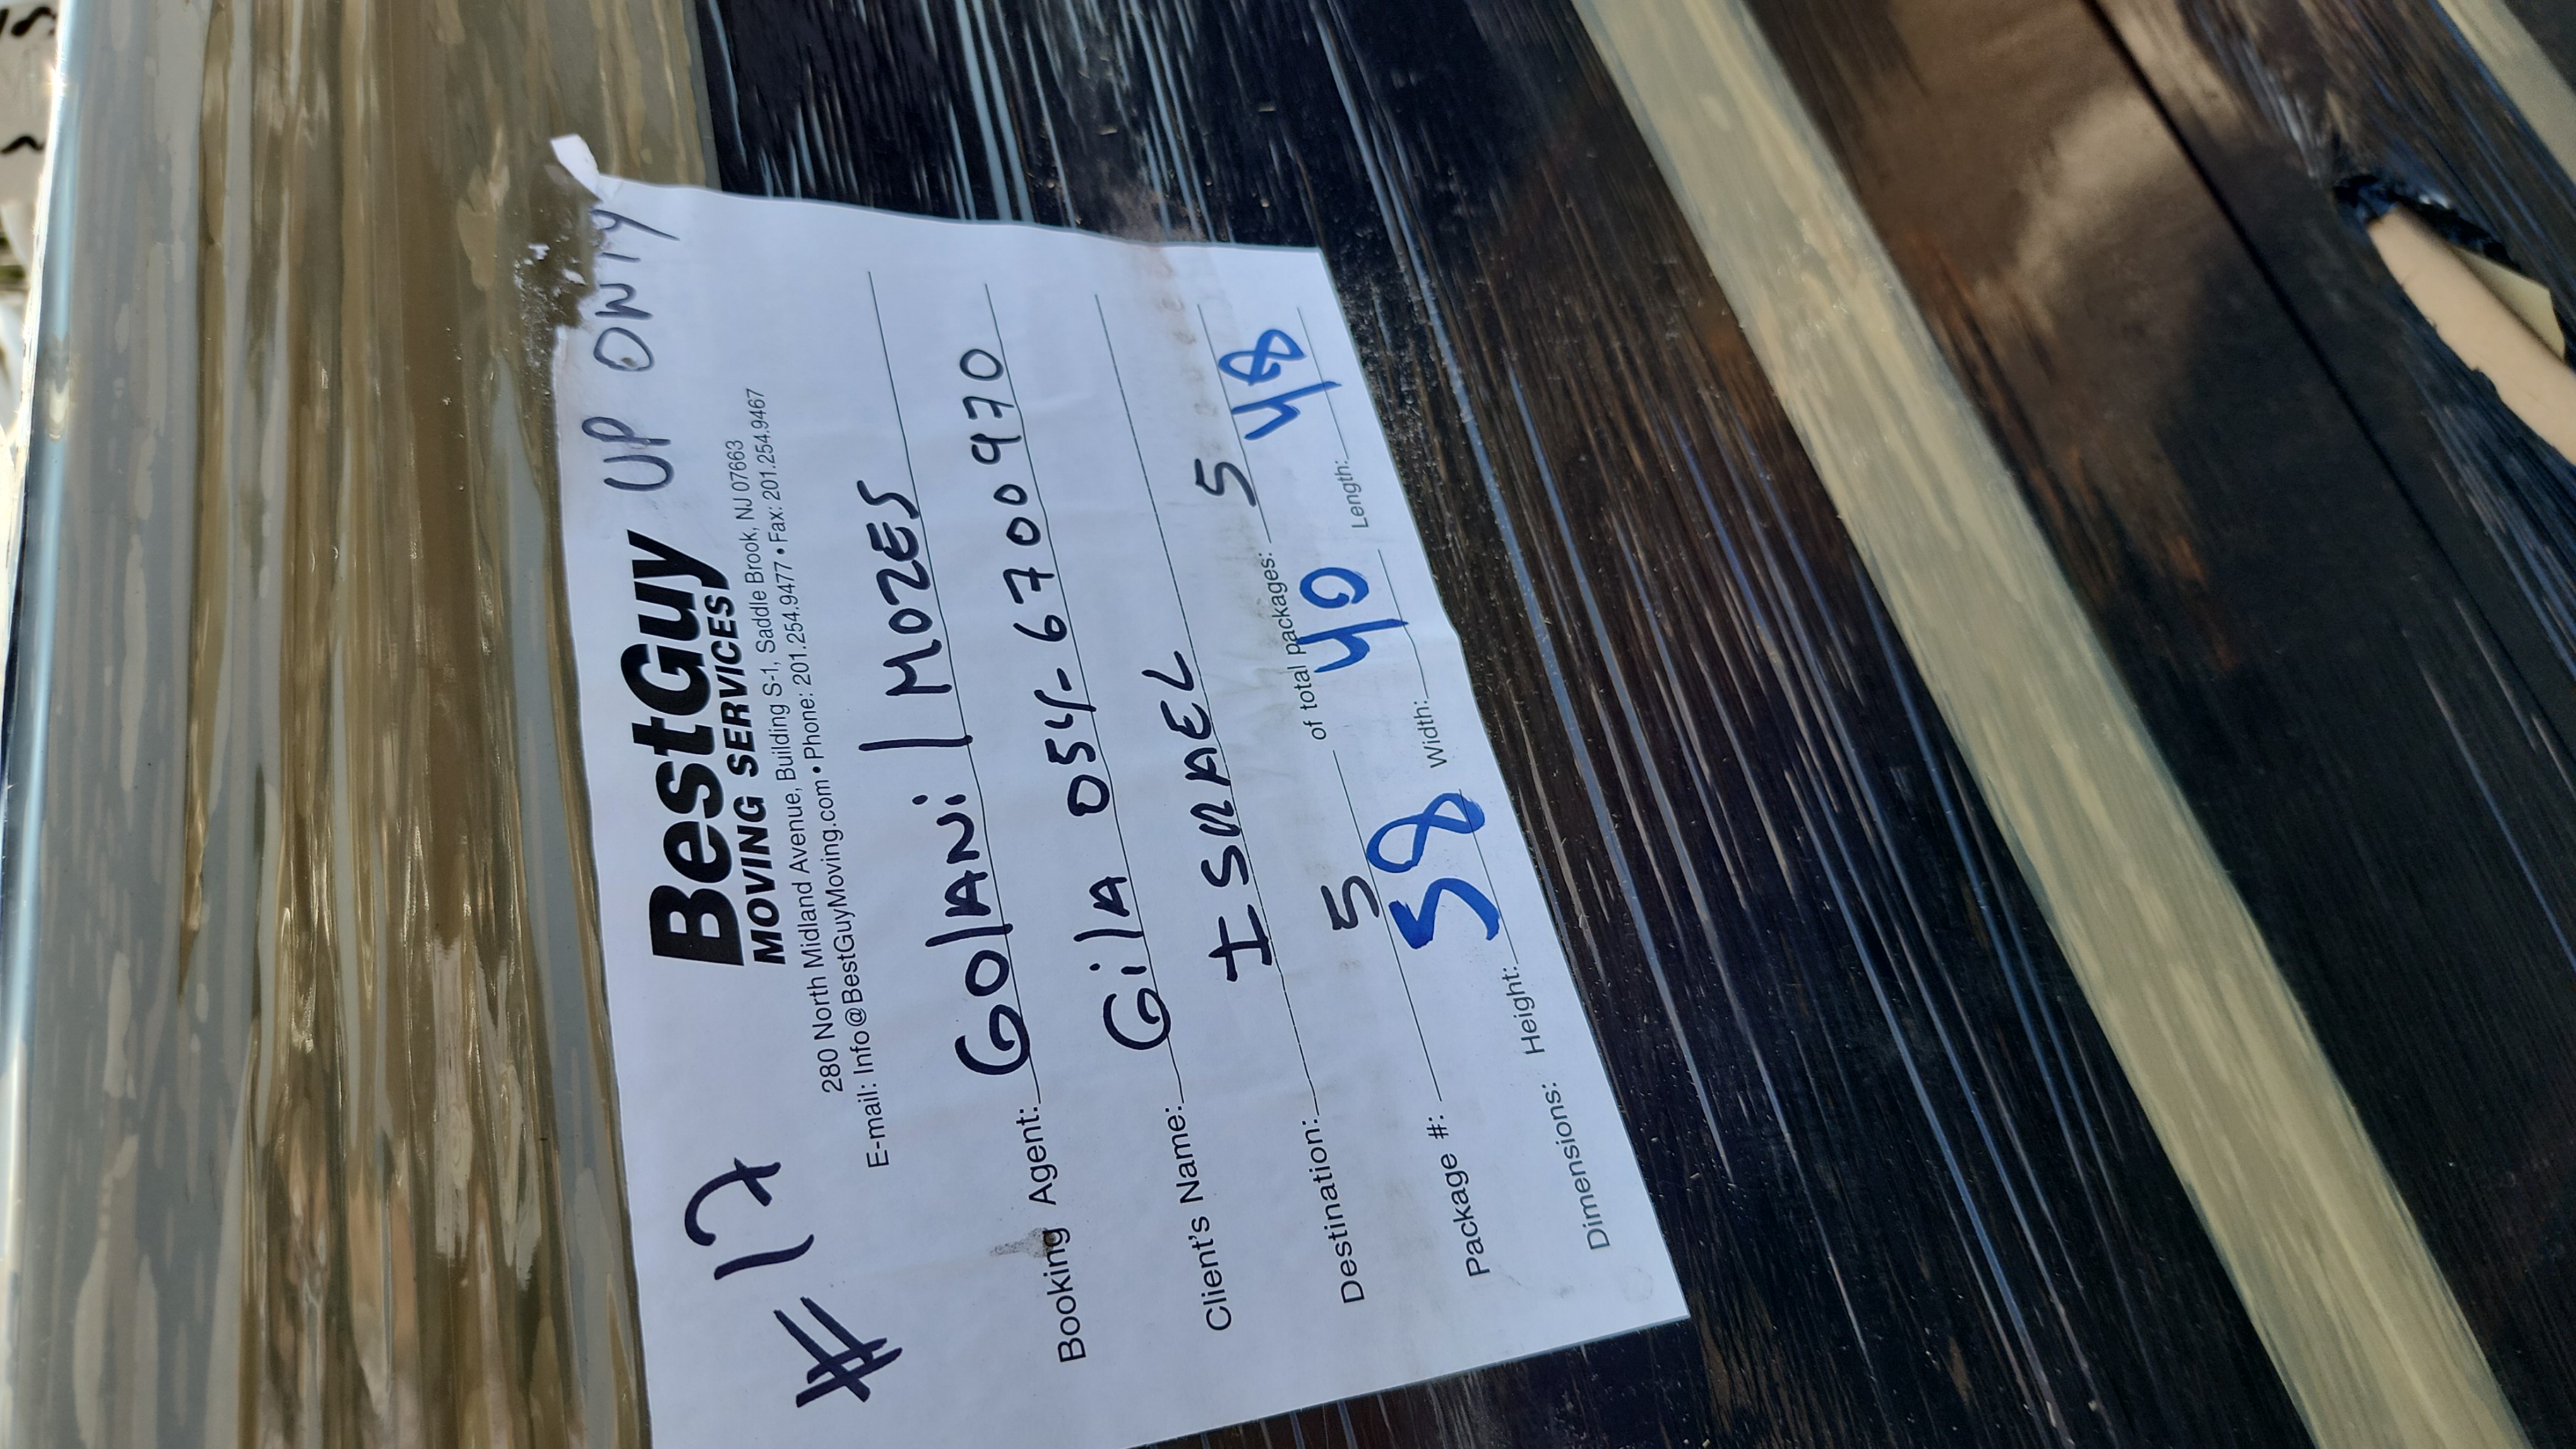 UP ONLY
#17
BestGuy
MOVING SERVICES
280 North Midland Avenue, Building S-1, Saddle Brook, NJ 07663
E-mail: Info@BestGuyMoving.com • Phone: 201.254.9477 • Fax: 201.254.9467
Booking Agent: GOlANi / MOZES
Client's Name: GilA 054-6700970
Destination: ISRAEL
Package #: 5 of total packages: 5
Dimensions: Height: 58 Width: 40 Length: 48